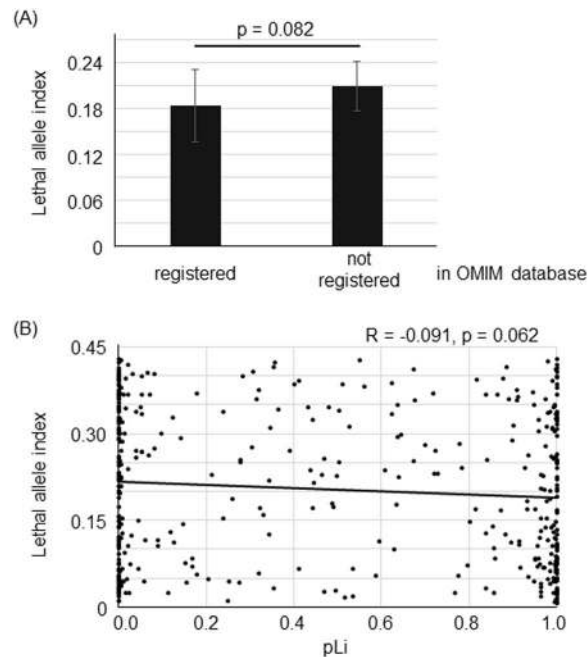 (A)
p = 0.082
Lethal allele index
0.24
0.18
0.12
0.06
0
registered
not
registered
in OMIM database
(B)
R = -0.091, p = 0.062
Lethal allele index
0.45
0.30
0.15
0
0.0
0.2
0.4
0.6
0.8
1.0
pLi